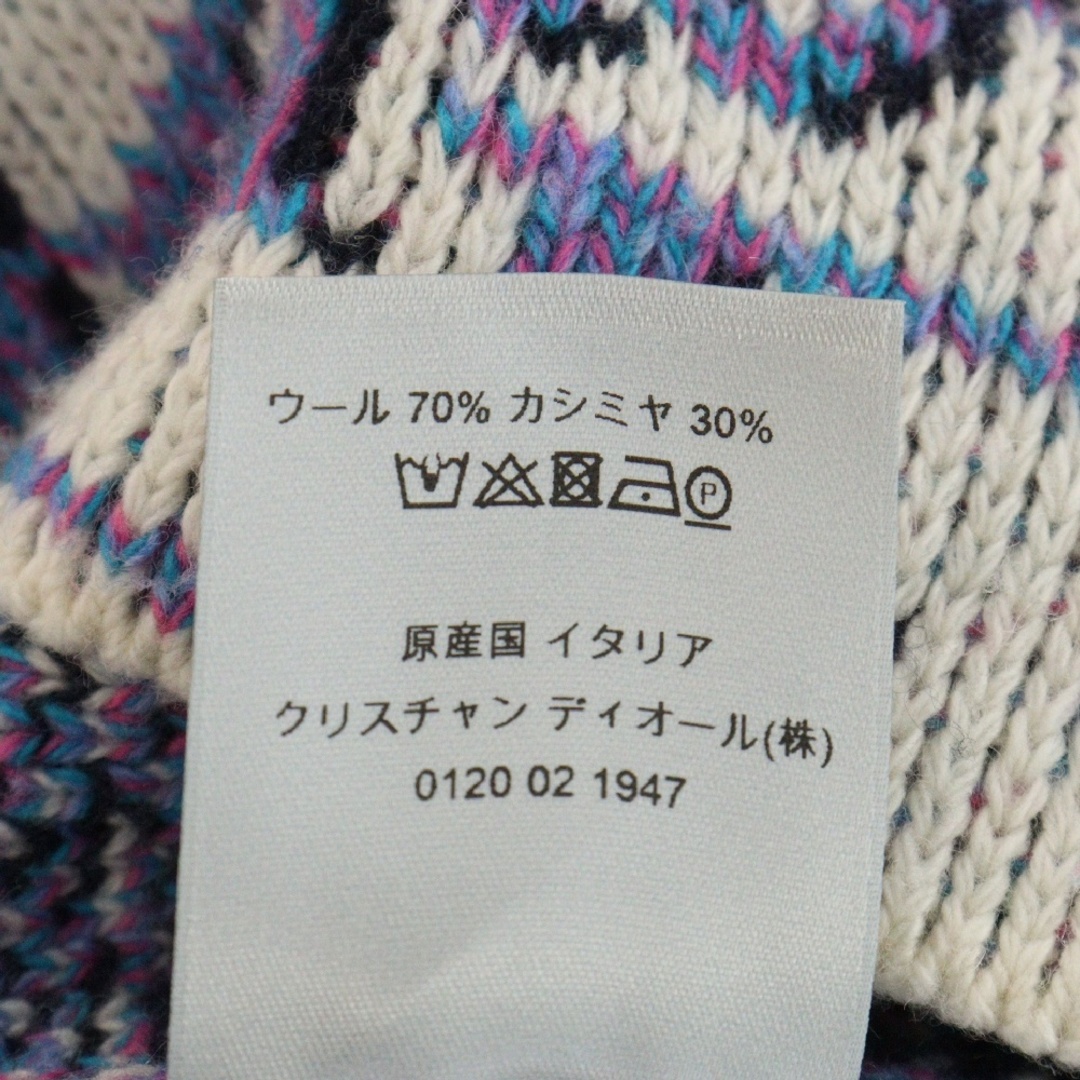 ウール 70% カシミヤ 30%
P
原産国 イタリア
クリスチャン ディオール(株)
0120 02 1947